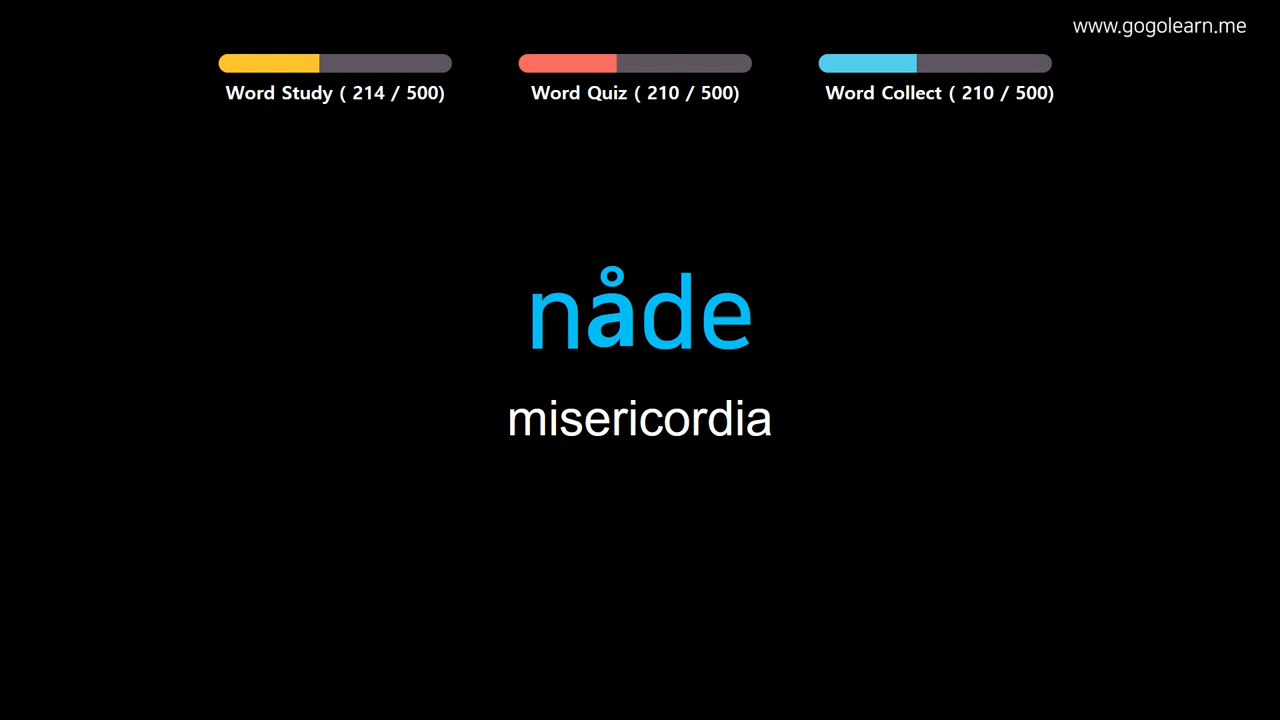 www.gogolearn.me
Word Study ( 214 / 500)
Word Quiz ( 210 / 500)
Word Collect ( 210 / 500)
nåde
misericordia